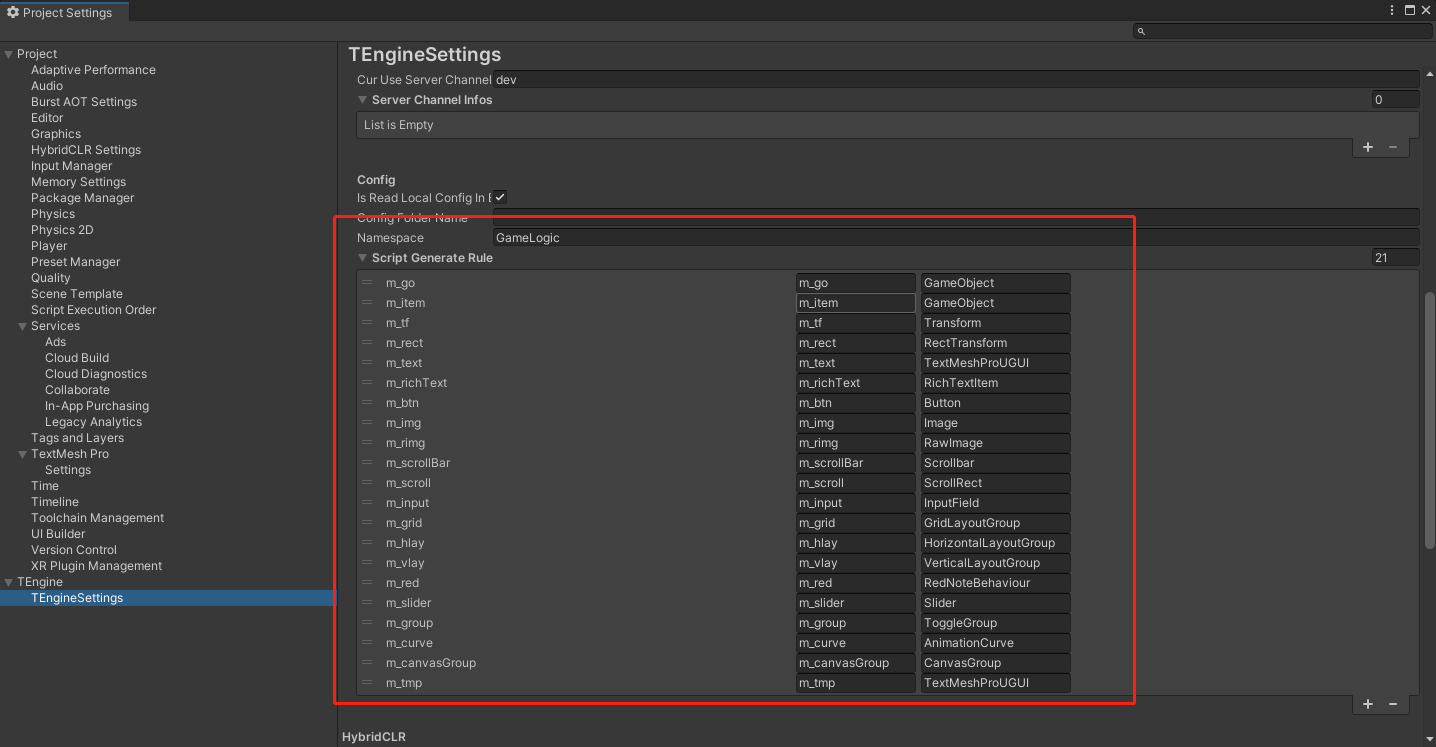 Project Settings
Project
Adaptive Performance
Audio
Burst AOT Settings
Editor
Graphics
HybridCLR Settings
Input Manager
Memory Settings
Package Manager
Physics
Physics 2D
Player
Preset Manager
Quality
Scene Template
Script Execution Order
Services
Ads
Cloud Build
Cloud Diagnostics
Collaborate
In-App Purchasing
Legacy Analytics
Tags and Layers
TextMesh Pro
Settings
Time
Timeline
Toolchain Management
UI Builder
Version Control
XR Plugin Management
TEngine
TEngineSettings
TEngineSettings
Cur Use Server Channel dev
Server Channel Infos 0
List is Empty
Config
Is Read Local Config In E
Config Folder Name
Namespace GameLogic
Script Generate Rule 21
m_go m_go GameObject
m_item m_item GameObject
m_tf m_tf Transform
m_rect m_rect RectTransform
m_text m_text TextMeshProUGUI
m_richText m_richText RichTextItem
m_btn m_btn Button
m_img m_img Image
m_rimg m_rimg RawImage
m_scrollBar m_scrollBar Scrollbar
m_scroll m_scroll ScrollRect
m_input m_input InputField
m_grid m_grid GridLayoutGroup
m_hlay m_hlay HorizontalLayoutGroup
m_vlay m_vlay VerticalLayoutGroup
m_red m_red RedNoteBehaviour
m_slider m_slider Slider
m_group m_group ToggleGroup
m_curve m_curve AnimationCurve
m_canvasGroup m_canvasGroup CanvasGroup
m_tmp m_tmp TextMeshProUGUI
HybridCLR